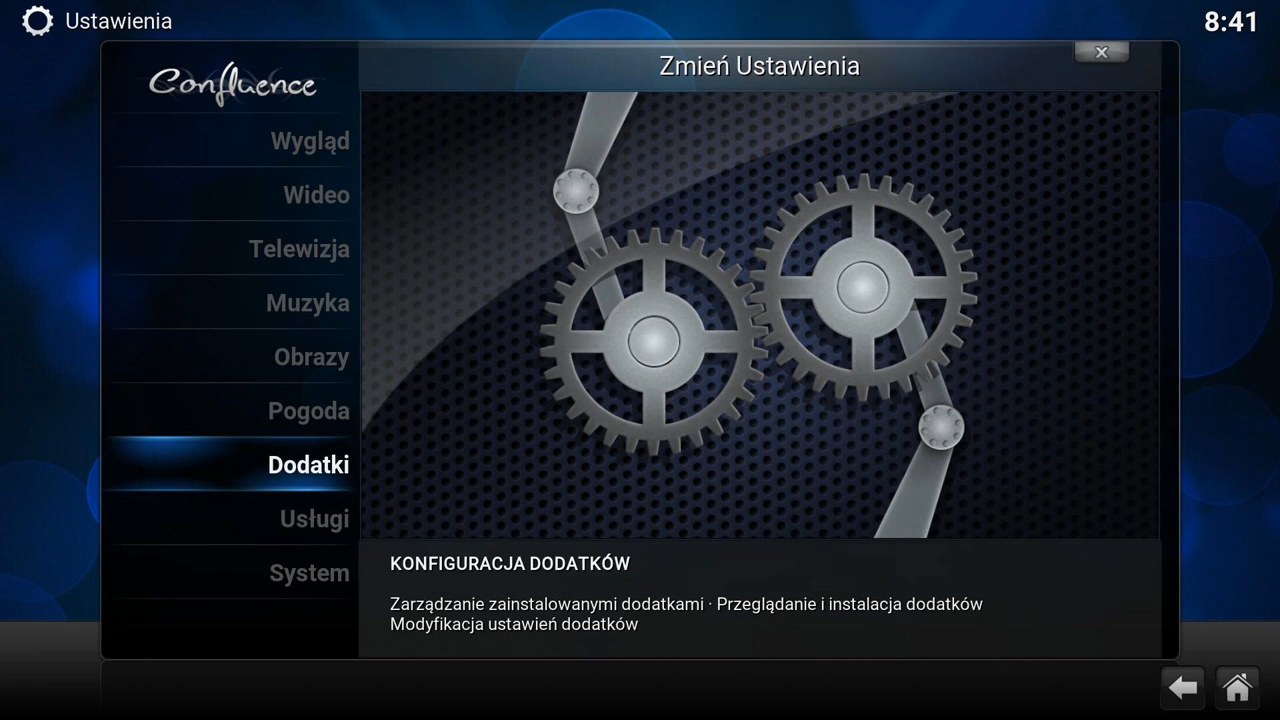 Ustawienia
8:41
Confluence
Zmień Ustawienia
Wygląd
Wideo
Telewizja
Muzyka
Obrazy
Pogoda
Dodatki
Usługi
System
KONFIGURACJA DODATKÓW
Zarządzanie zainstalowanymi dodatkami · Przeglądanie i instalacja dodatków
Modyfikacja ustawień dodatków